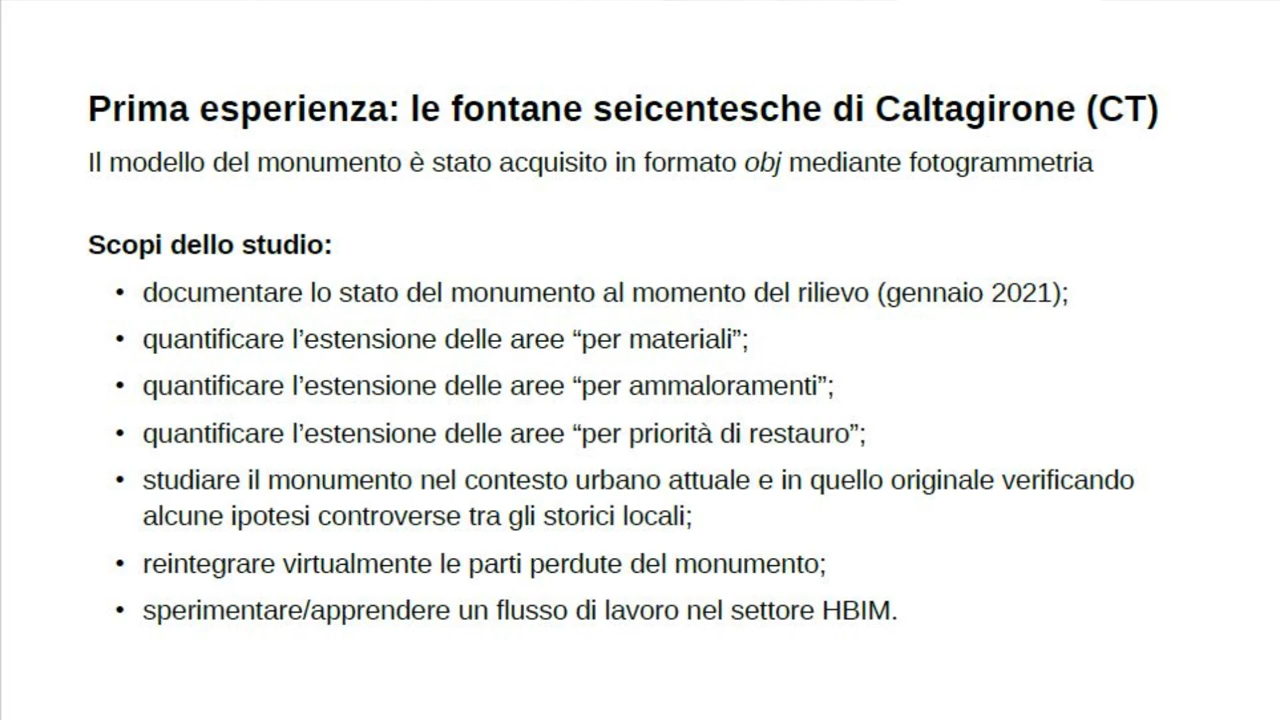 Prima esperienza: le fontane seicentesche di Caltagirone (CT)
Il modello del monumento è stato acquisito in formato obj mediante fotogrammetria
Scopi dello studio:
• documentare lo stato del monumento al momento del rilievo (gennaio 2021);
• quantificare l’estensione delle aree “per materiali”;
• quantificare l’estensione delle aree “per ammaloramenti”;
• quantificare l’estensione delle aree “per priorità di restauro”;
• studiare il monumento nel contesto urbano attuale e in quello originale verificando
alcune ipotesi controverse tra gli storici locali;
• reintegrare virtualmente le parti perdute del monumento;
• sperimentare/apprendere un flusso di lavoro nel settore HBIM.